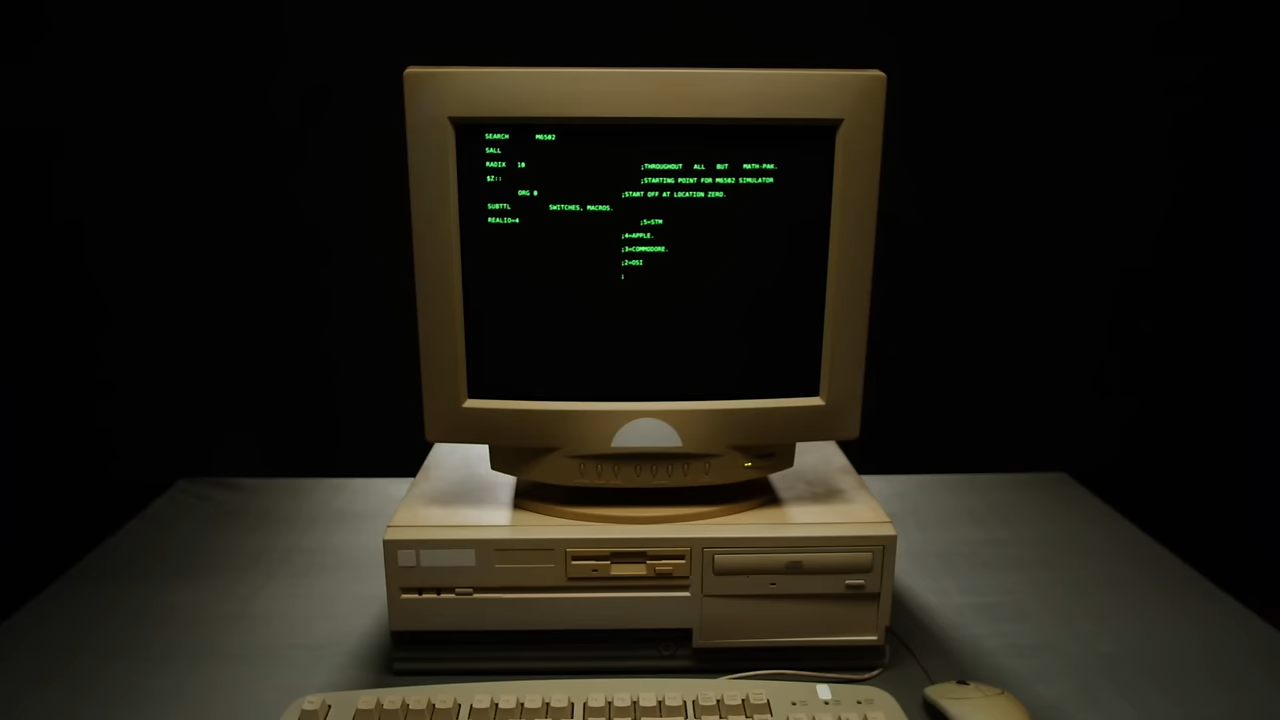 SEARCH M6502
SALL
RADIX 10 ;THROUGHOUT ALL BUT MATH-PAK.
$Z:: ;STARTING POINT FOR M6502 SIMULATOR
ORG 0 ;START OFF AT LOCATION ZERO.
SUBTTL SWITCHES, MACROS.
REALIO=4 ;5=STM
;4=APPLE.
;3=COMMODORE.
;2=OSI
;